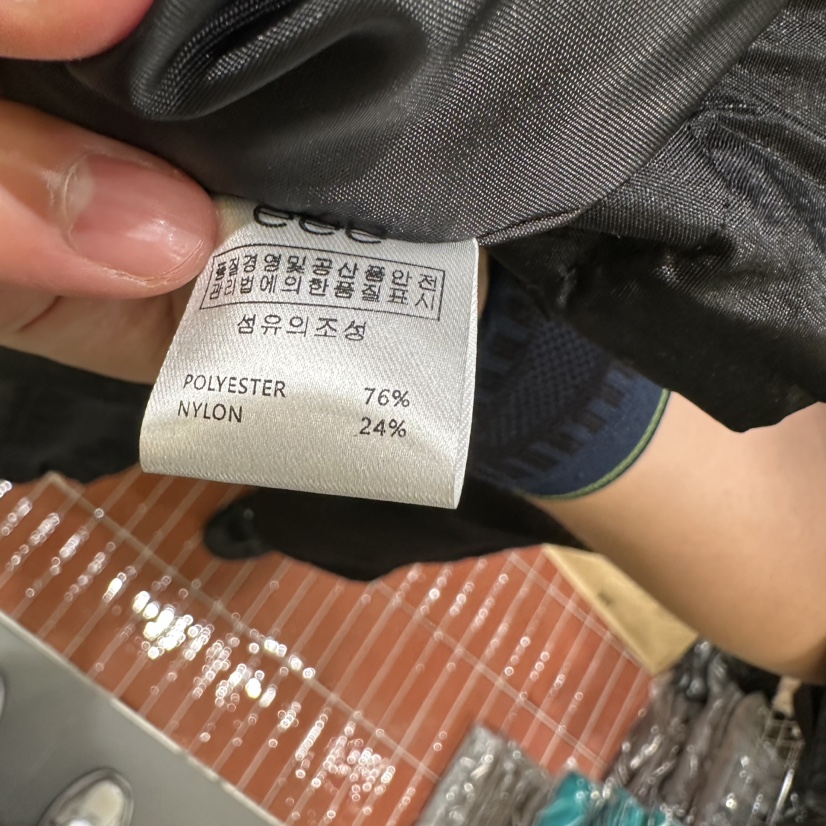 eee
품질경영및공산품안전
관리법에의한품질표시
섬유의조성
POLYESTER 76%
NYLON 24%